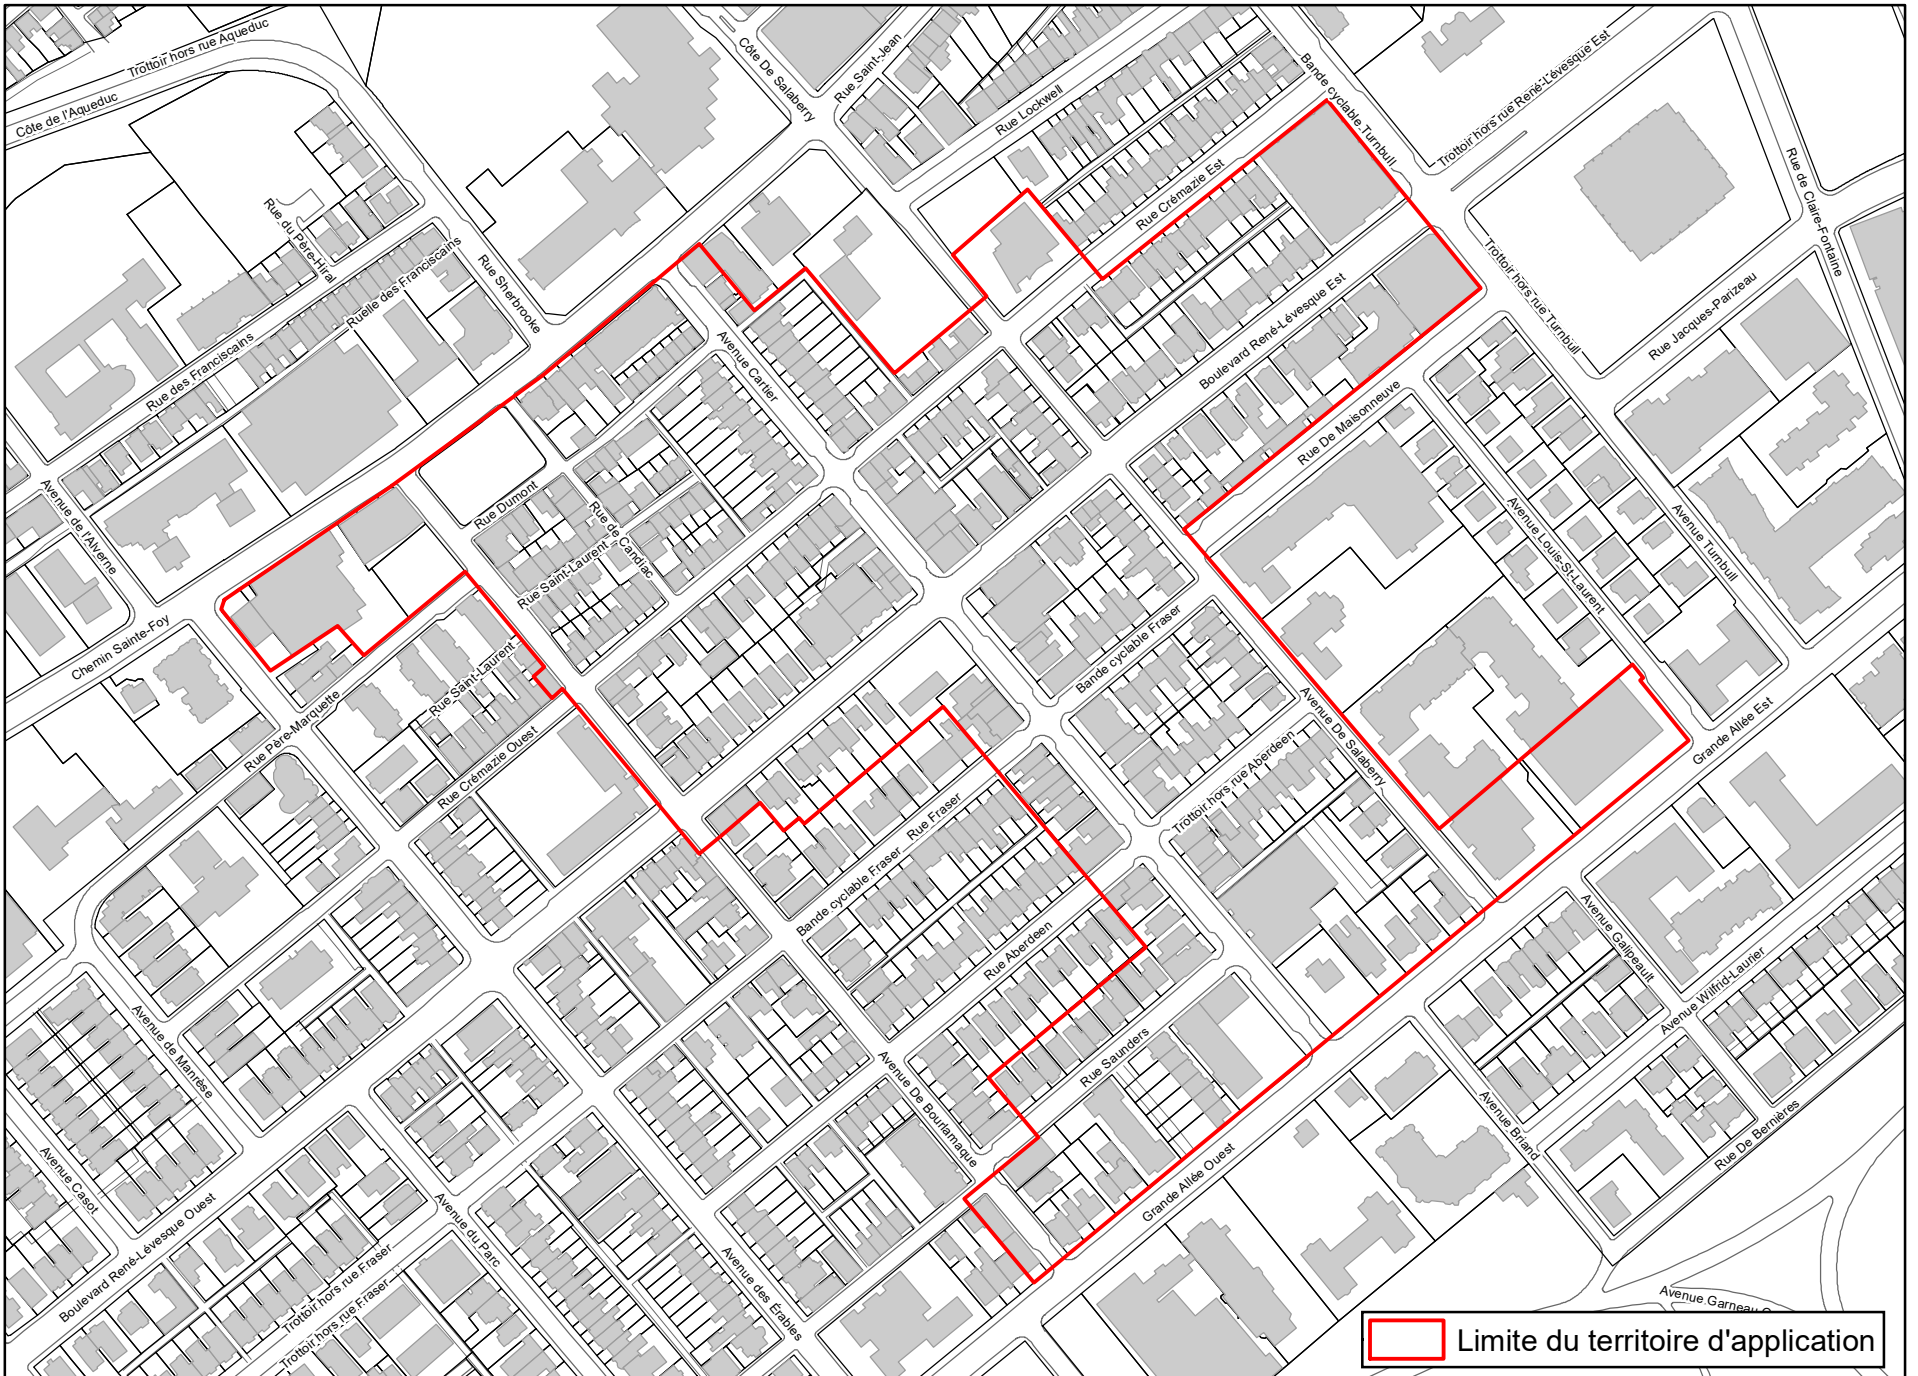 Trottoir hors rue Aqueduc
Côte de l'Aqueduc
Côte De Salaberry
Rue Saint-Jean
Rue Lockwell
Bande cyclable Turnbull
Trottoir hors rue René-Lévesque Est
Rue de Claire-Fontaine
Rue du Père-Hiral
Ruelle des Franciscains
Rue Sherbrooke
Rue des Franciscains
Rue Crémazie Est
Boulevard René-Lévesque Est
Trottoir hors rue Turnbull
Rue Jacques-Parizeau
Avenue Cartier
Rue De Maisonneuve
Avenue de l'Alverne
Rue Dumont
Rue de Candiac
Rue Saint-Laurent
Avenue Louis-St-Laurent
Avenue Turnbull
Chemin Sainte-Foy
Rue Saint-Laurent
Rue Père-Marquette
Rue Crémazie Ouest
Bande cyclable Fraser
Avenue De Salaberry
Grande Allée Est
Trottoir hors rue Aberdeen
Rue Fraser
Bande cyclable Fraser
Rue Aberdeen
Avenue Galipeault
Avenue Wilfrid-Laurier
Avenue de Manrèse
Avenue De Bourlamaque
Rue Saunders
Avenue Briand
Rue De Bernières
Avenue Casot
Boulevard René-Lévesque Ouest
Avenue du Parc
Trottoir hors rue Fraser
Trottoir hors rue Fraser
Avenue des Érables
Grande Allée Ouest
Avenue Garneau
Limite du territoire d'application